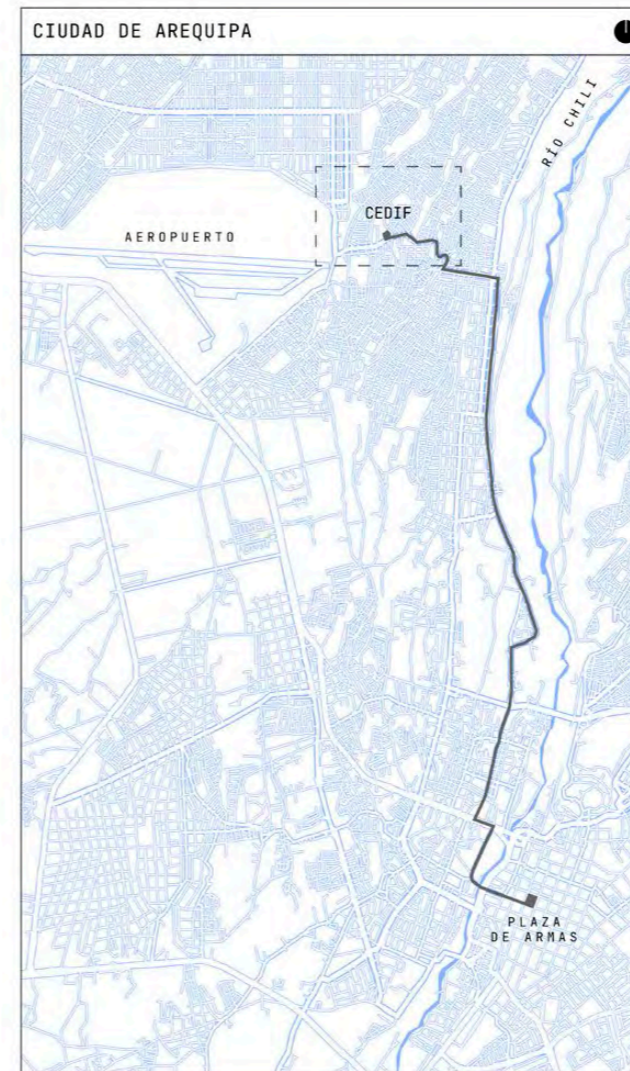 CIUDAD DE AREQUIPA
RÍO CHILI
CEDIF
AEROPUERTO
PLAZA
DE ARMAS